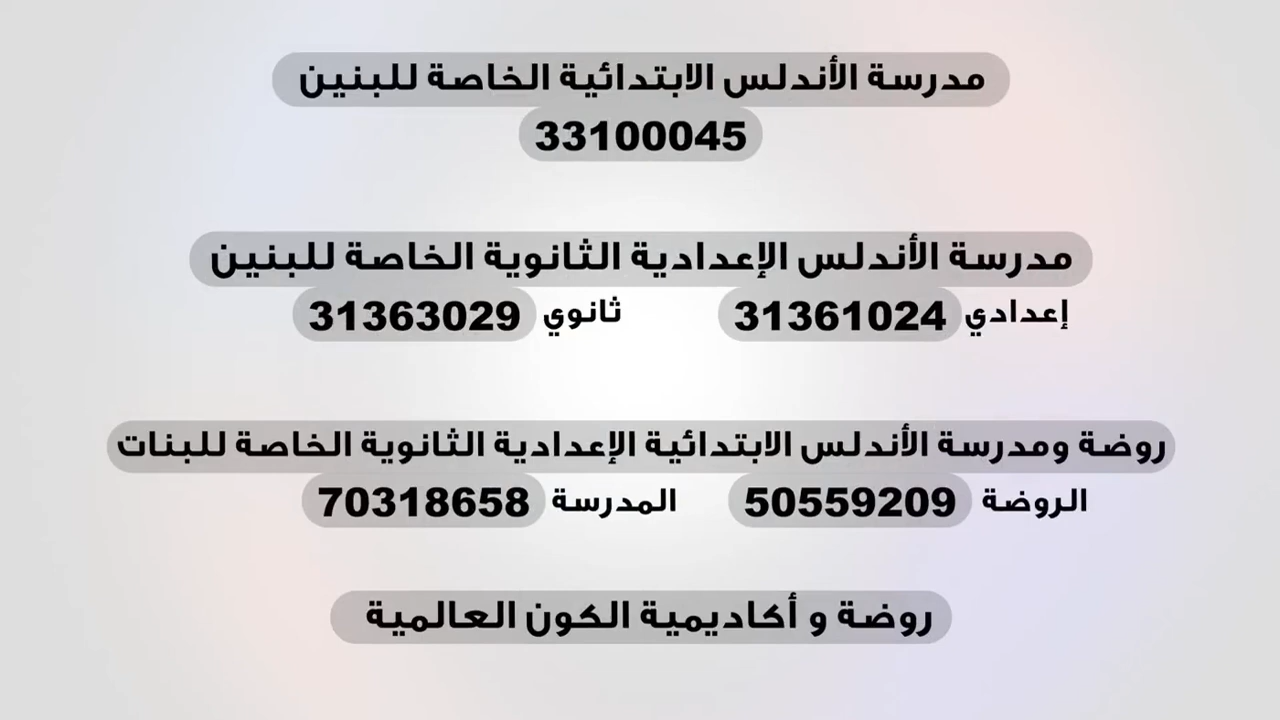 مدرسة الأندلس الابتدائية الخاصة للبنين
33100045
مدرسة الأندلس الإعدادية الثانوية الخاصة للبنين
إعدادي 31361024 ثانوي 31363029
روضة ومدرسة الأندلس الابتدائية الإعدادية الثانوية الخاصة للبنات
الروضة 50559209 المدرسة 70318658
روضة و أكاديمية الكون العالمية